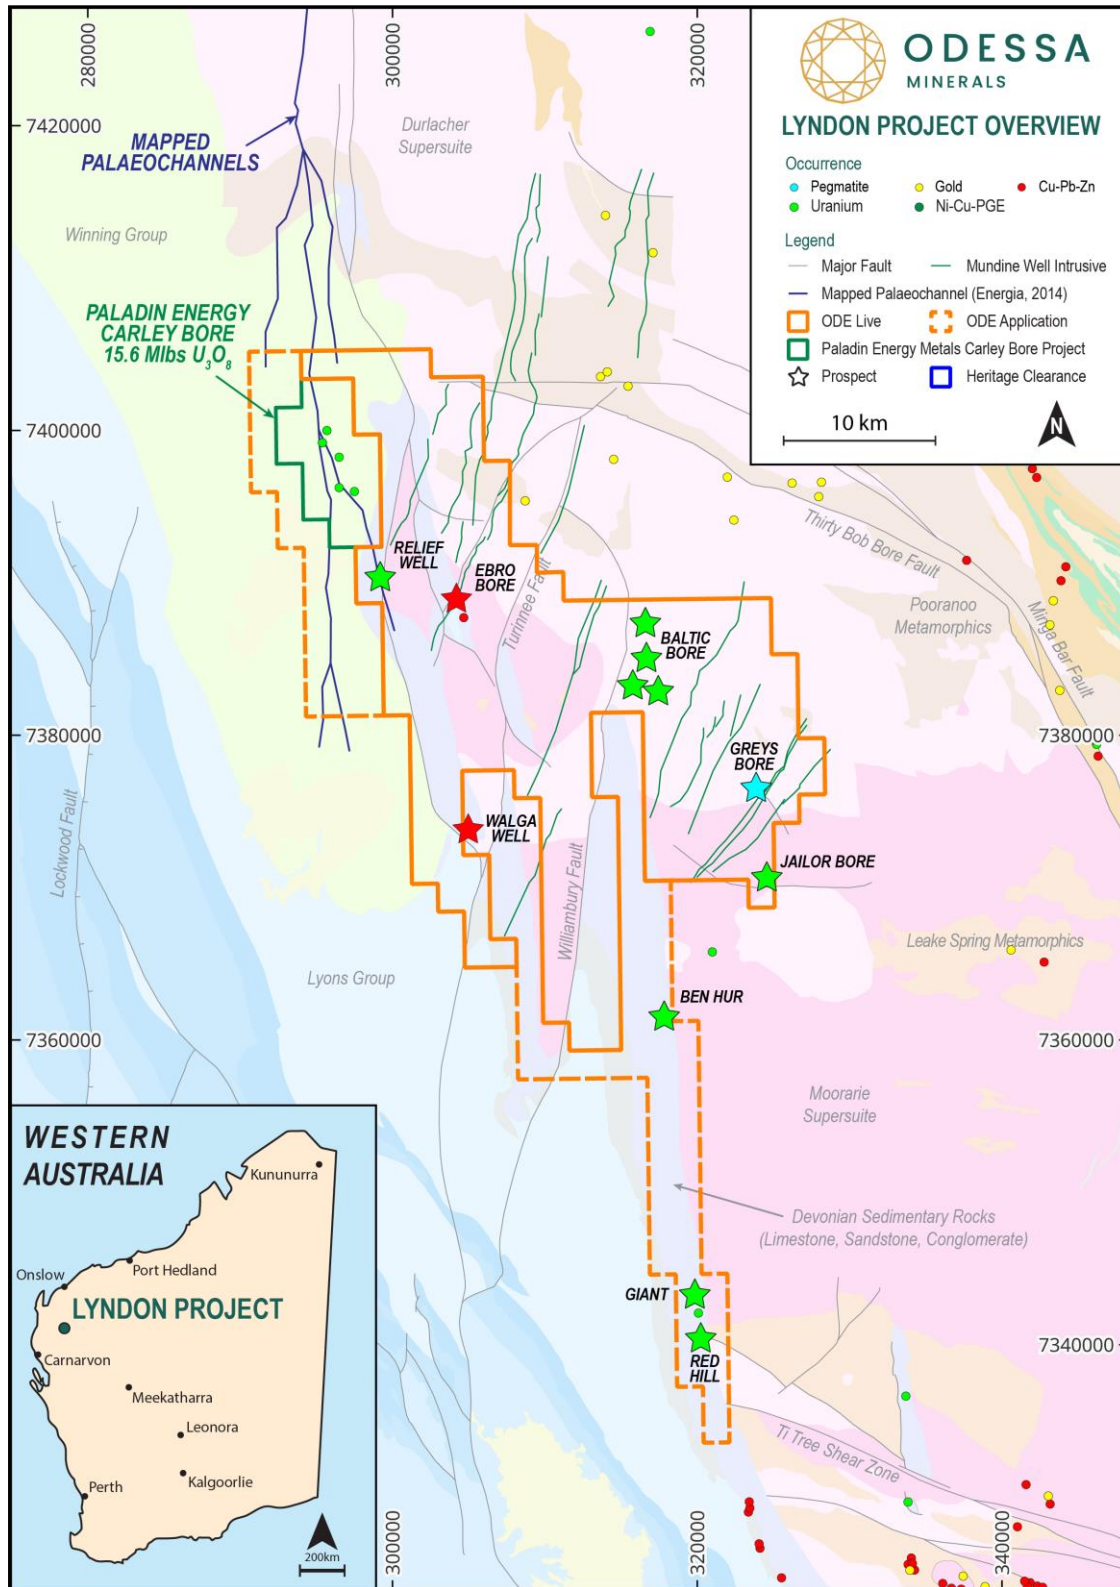 280000
300000
320000
7420000
MAPPED
PALAEOCHANNELS
Durlacher
Supersuite
Winning Group
PALADIN ENERGY
CARLEY BORE
15.6 Mlbs U3O8
7400000
ODESSA
MINERALS
LYNDON PROJECT OVERVIEW
Occurrence
Pegmatite
Gold
Cu-Pb-Zn
Uranium
Ni-Cu-PGE
Legend
Major Fault
Mundine Well Intrusive
Mapped Palaeochannel (Energia, 2014)
ODE Live
ODE Application
Paladin Energy Metals Carley Bore Project
Prospect
Heritage Clearance
10 km
N
Thirty Bob Bore Fault
RELIEF
WELL
EBRO
BORE
Turinnee Fault
BALTIC
BORE
Pooranoo
Metamorphics
Minga Bar Fault
7380000
7380000
GREYS
BORE
Lockwood Fault
WALGA
WELL
JAILOR BORE
Williambury Fault
Leake Spring Metamorphics
Lyons Group
BEN HUR
7360000
7360000
Moorarie
Supersuite
Devonian Sedimentary Rocks
(Limestone, Sandstone, Conglomerate)
GIANT
RED
HILL
7340000
Ti Tree Shear Zone
300000
320000
340000
WESTERN
AUSTRALIA
Kununurra
Port Hedland
Onslow
LYNDON PROJECT
Carnarvon
Meekatharra
Leonora
Kalgoorlie
Perth
200km